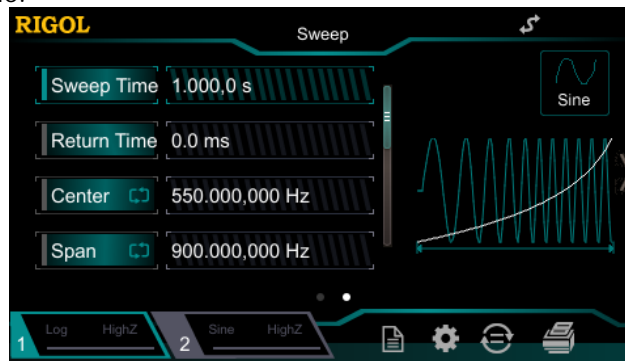 RIGOL
Sweep
Sweep Time 1.000,0 s
Sine
Return Time 0.0 ms
Center 550.000,000 Hz
Span 900.000,000 Hz
1 Log HighZ
2 Sine HighZ